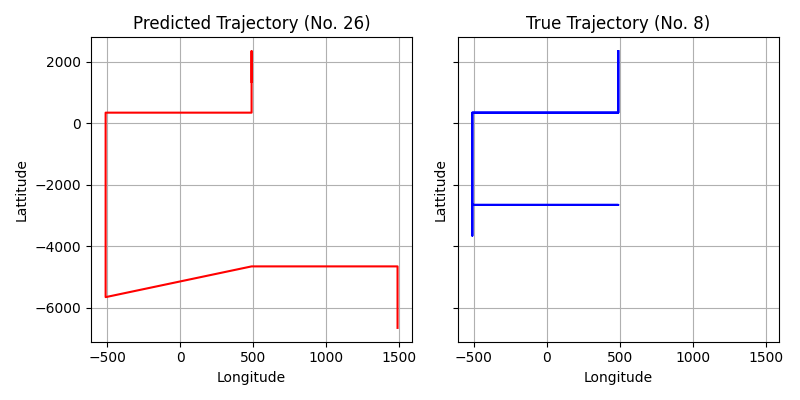 Predicted Trajectory (No. 26)
True Trajectory (No. 8)
Lattitude
2000
0
−2000
−4000
−6000
−500
0
500
1000
1500
Longitude
Lattitude
−500
0
500
1000
1500
Longitude